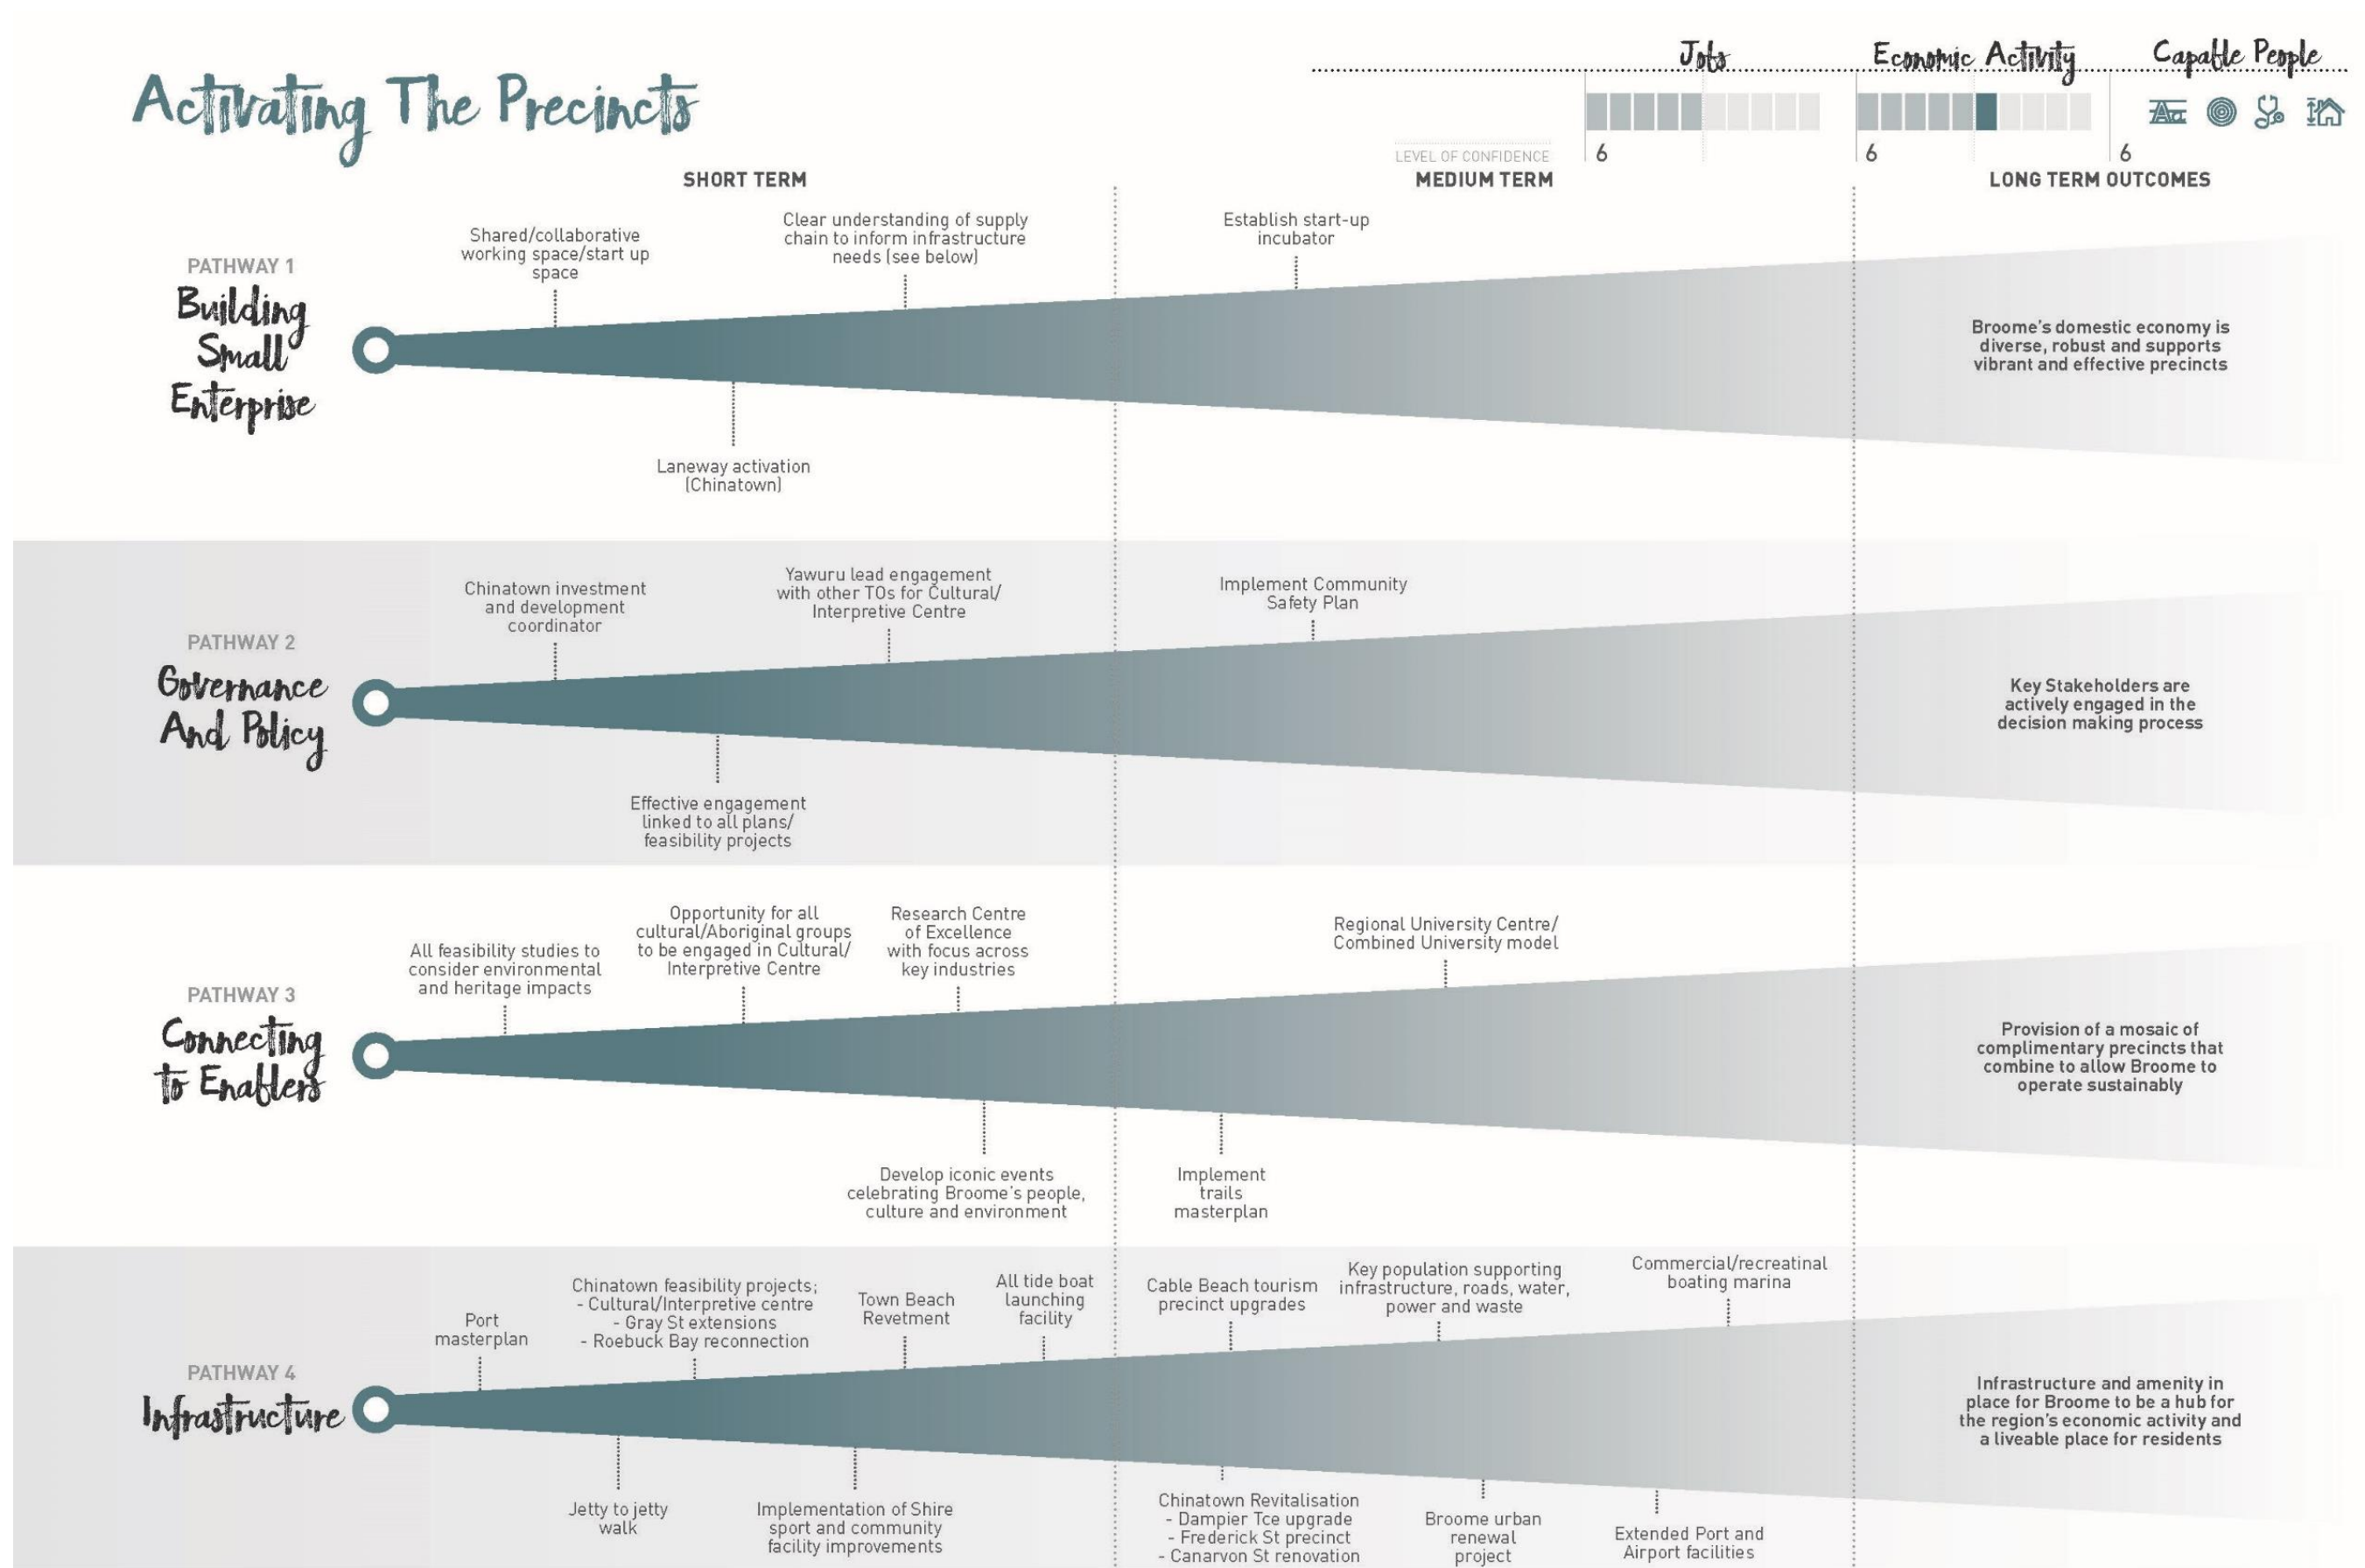 Activating The Precincts
Jobs
Economic Activity
Capable People
LEVEL OF CONFIDENCE
6
6
6
SHORT TERM
MEDIUM TERM
LONG TERM OUTCOMES
PATHWAY 1
Building
Small
Enterprise
Shared/collaborative
working space/start up
space
Clear understanding of supply
chain to inform infrastructure
needs (see below)
Establish start-up
incubator
Laneway activation
(Chinatown)
Broome's domestic economy is
diverse, robust and supports
vibrant and effective precincts
PATHWAY 2
Governance
And Policy
Chinatown investment
and development
coordinator
Yawuru lead engagement
with other TOs for Cultural/
Interpretive Centre
Implement Community
Safety Plan
Effective engagement
linked to all plans/
feasibility projects
Key Stakeholders are
actively engaged in the
decision making process
PATHWAY 3
Connecting
to Enablers
All feasibility studies to
consider environmental
and heritage impacts
Opportunity for all
cultural/Aboriginal groups
to be engaged in Cultural/
Interpretive Centre
Research Centre
of Excellence
with focus across
key industries
Regional University Centre/
Combined University model
Develop iconic events
celebrating Broome's people,
culture and environment
Implement
trails
masterplan
Provision of a mosaic of
complimentary precincts that
combine to allow Broome to
operate sustainably
PATHWAY 4
Infrastructure
Port
masterplan
Chinatown feasibility projects;
- Cultural/Interpretive centre
- Gray St extensions
- Roebuck Bay reconnection
Town Beach
Revetment
All tide boat
launching
facility
Cable Beach tourism
precinct upgrades
Key population supporting
infrastructure, roads, water,
power and waste
Commercial/recreatinal
boating marina
Jetty to jetty
walk
Implementation of Shire
sport and community
facility improvements
Chinatown Revitalisation
- Dampier Tce upgrade
- Frederick St precinct
- Canarvon St renovation
Broome urban
renewal
project
Extended Port and
Airport facilities
Infrastructure and amenity in
place for Broome to be a hub for
the region's economic activity and
a liveable place for residents